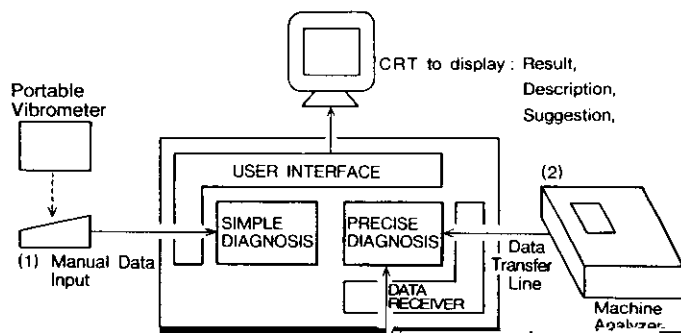 CRT to display : Result,
Description,
Suggestion,
Portable
Vibrometer
USER INTERFACE
(2)
SIMPLE
DIAGNOSIS
PRECISE
DIAGNOSIS
(1) Manual Data
Input
Data
Transfer
Line
DATA
RECEIVER
Machine
Analyzer